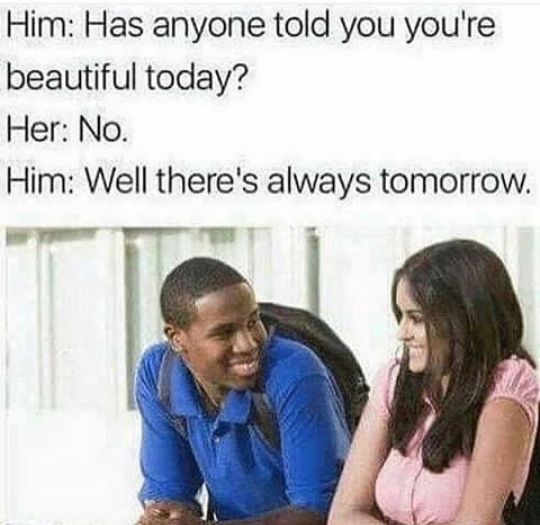 Him: Has anyone told you you're
beautiful today?
Her: No.
Him: Well there's always tomorrow.